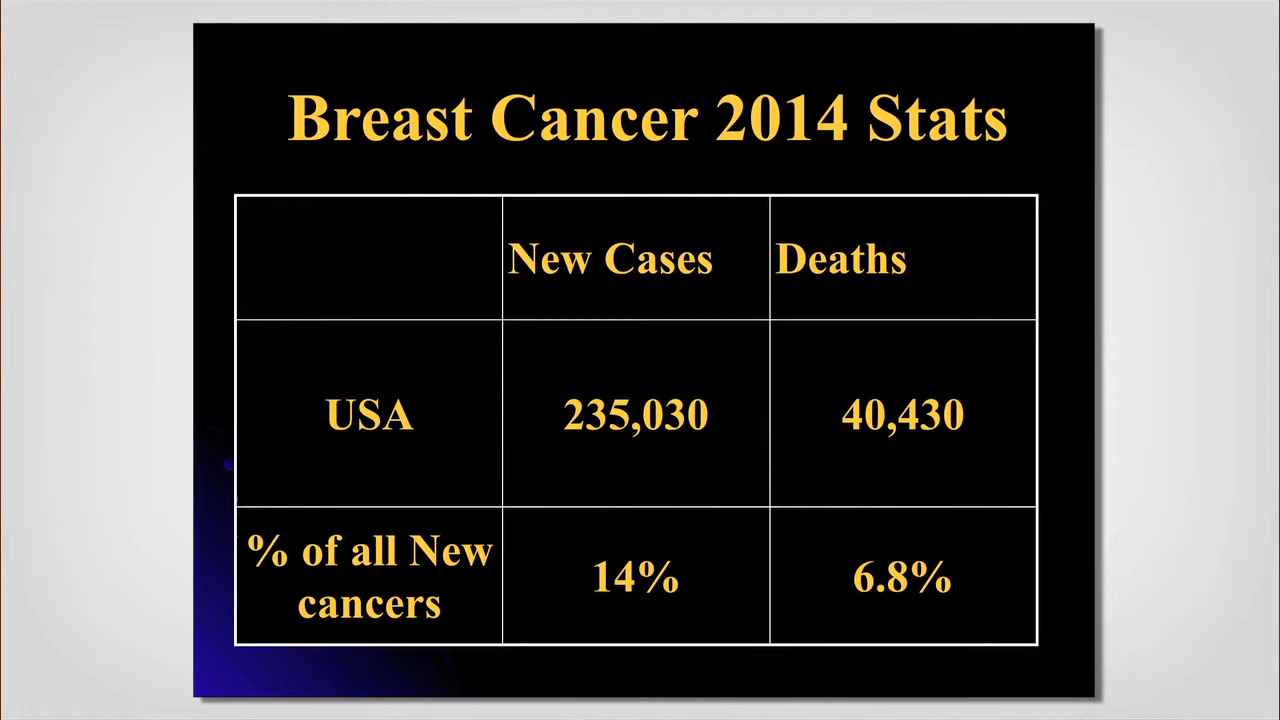 Breast Cancer 2014 Stats
New Cases
Deaths
USA
235,030
40,430
% of all New
cancers
14%
6.8%